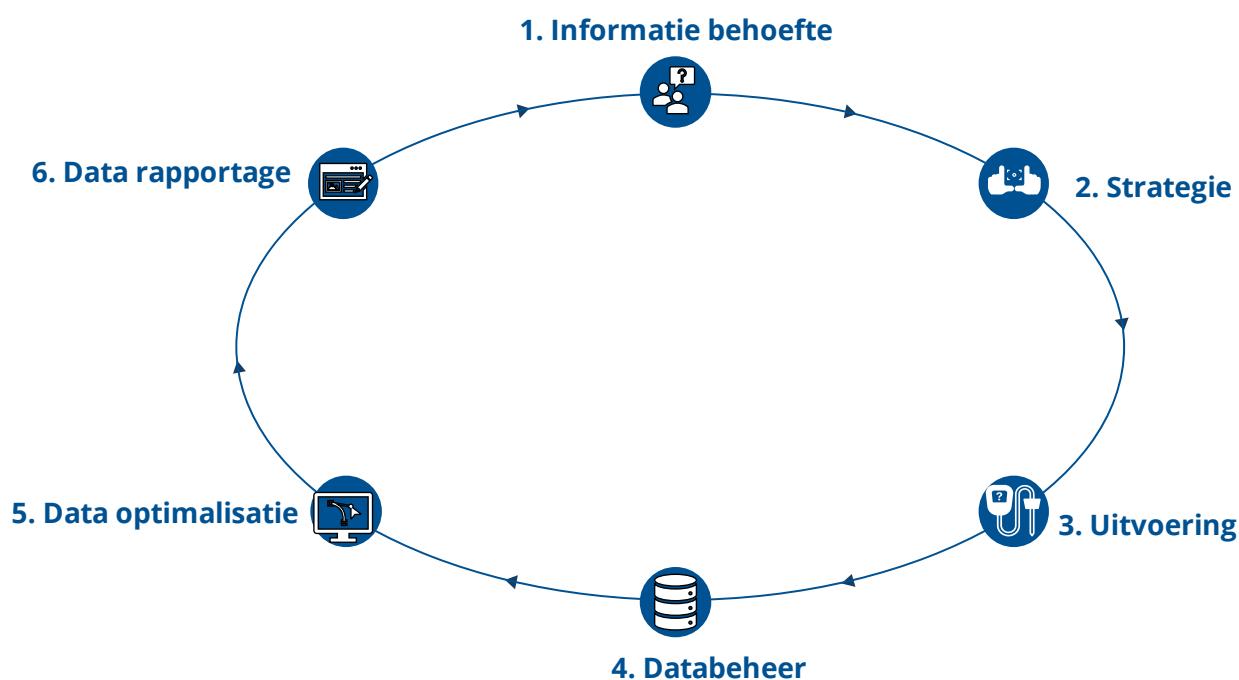 1. Informatie behoefte
?
6. Data rapportage
2. Strategie
5. Data optimalisatie
?
3. Uitvoering
4. Databeheer